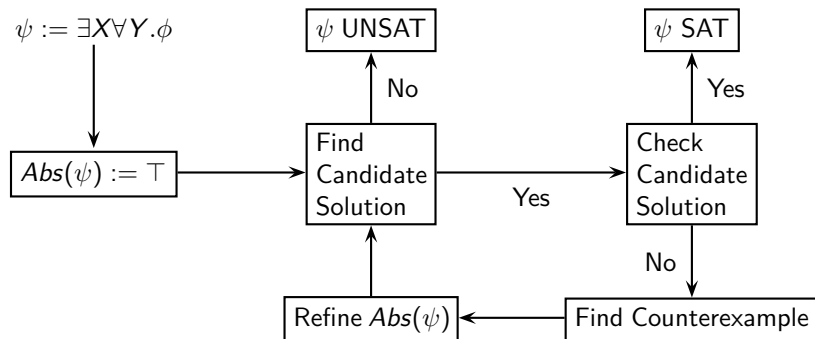 ψ := ∃X∀Y.ϕ
ψ UNSAT
ψ SAT
No
Yes
Abs(ψ) := ⊤
Find
Candidate
Solution
Yes
Check
Candidate
Solution
No
Refine Abs(ψ)
Find Counterexample